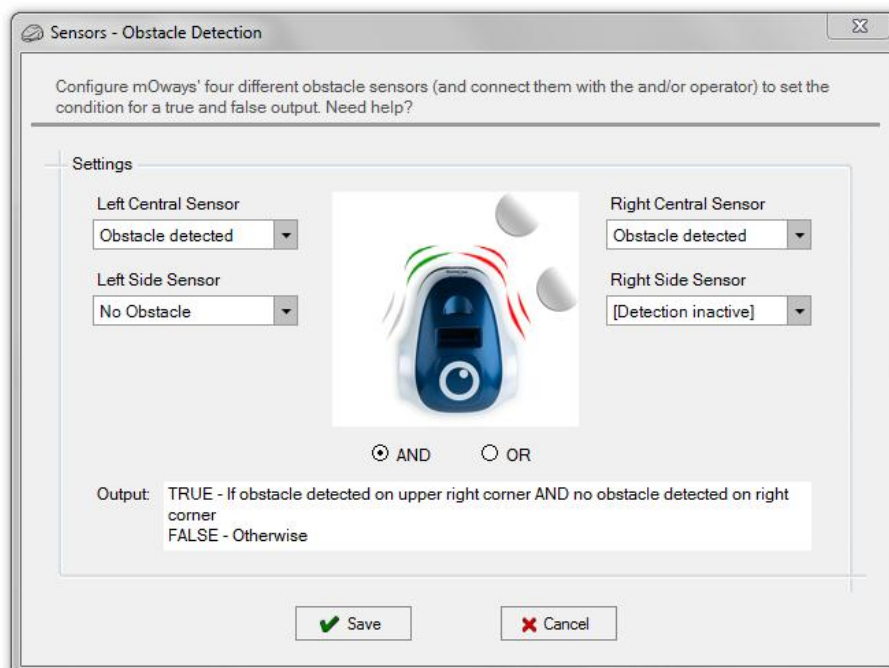 Sensors - Obstacle Detection
Configure mOways' four different obstacle sensors (and connect them with the and/or operator) to set the
condition for a true and false output. Need help?
Settings
Left Central Sensor
Obstacle detected
Left Side Sensor
No Obstacle
Right Central Sensor
Obstacle detected
Right Side Sensor
[Detection inactive]
AND
OR
Output:
TRUE - If obstacle detected on upper right corner AND no obstacle detected on right
corner
FALSE - Otherwise
Save
Cancel